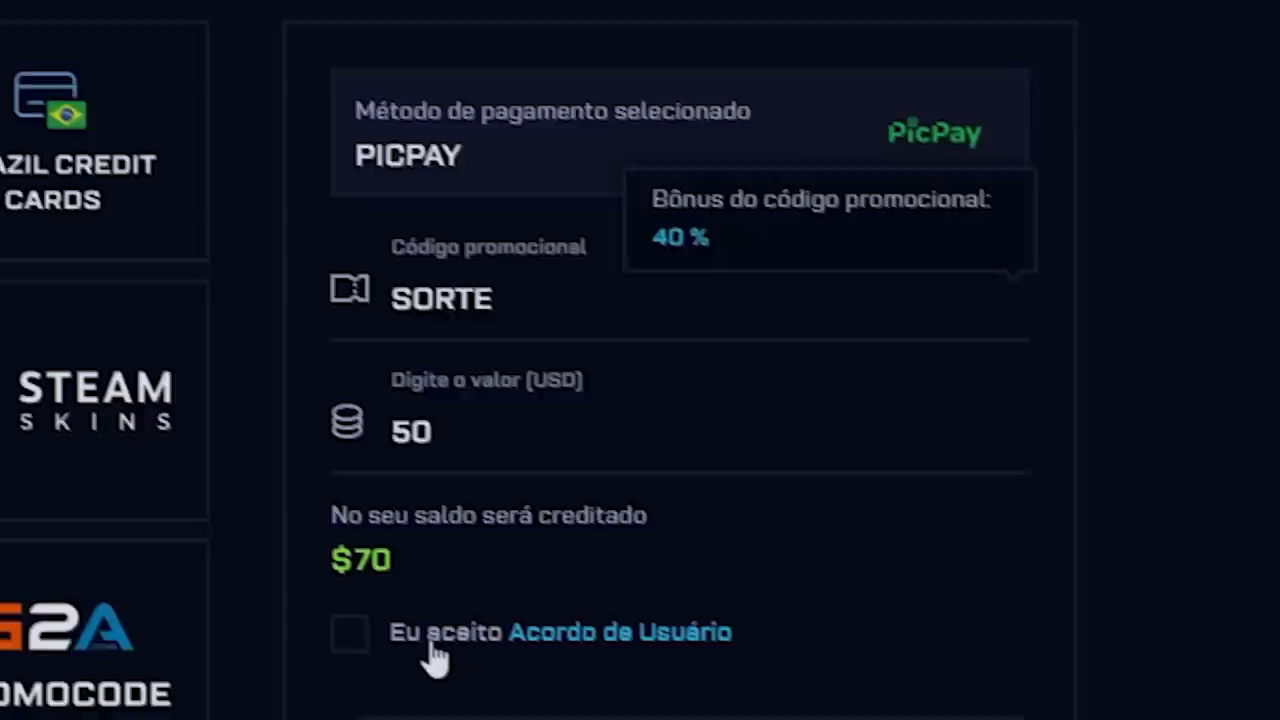 AZIL CREDIT
CARDS
STEAM
SKINS
G2A
OMOCODE
Método de pagamento selecionado
PICPAY
PicPay
Bônus do código promocional:
40 %
Código promocional
SORTE
Digite o valor (USD)
50
No seu saldo será creditado
$70
Eu aceito Acordo de Usuário